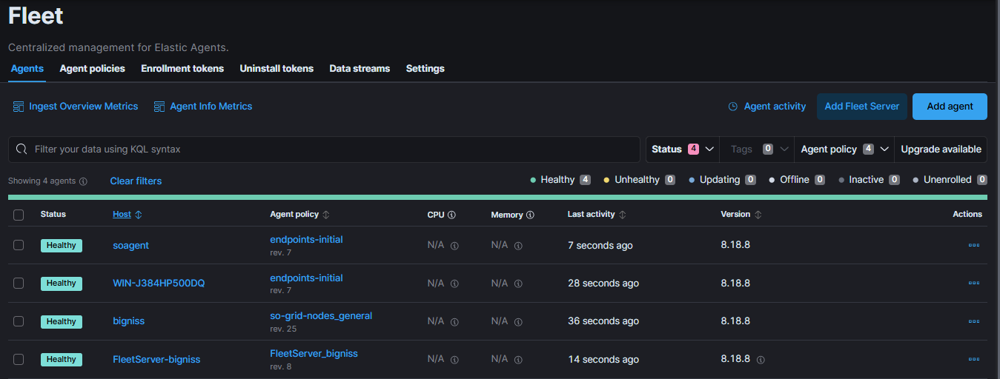 Fleet
Centralized management for Elastic Agents.
Agents Agent policies Enrollment tokens Uninstall tokens Data streams Settings
Ingest Overview Metrics Agent Info Metrics Agent activity Add Fleet Server Add agent
Filter your data using KQL syntax Status 4 Tags 0 Agent policy 4 Upgrade available
Showing 4 agents Clear filters Healthy 4 Unhealthy 0 Updating 0 Offline 0 Inactive 0 Unenrolled 0
Status Host Agent policy CPU Memory Last activity Version Actions
Healthy soagent endpoints-initial N/A N/A 7 seconds ago 8.18.8
rev. 7
Healthy WIN-J384HP500DQ endpoints-initial N/A N/A 28 seconds ago 8.18.8
rev. 7
Healthy bigniss so-grid-nodes_general N/A N/A 36 seconds ago 8.18.8
rev. 25
Healthy FleetServer-bigniss FleetServer_bigniss N/A N/A 14 seconds ago 8.18.8
rev. 8